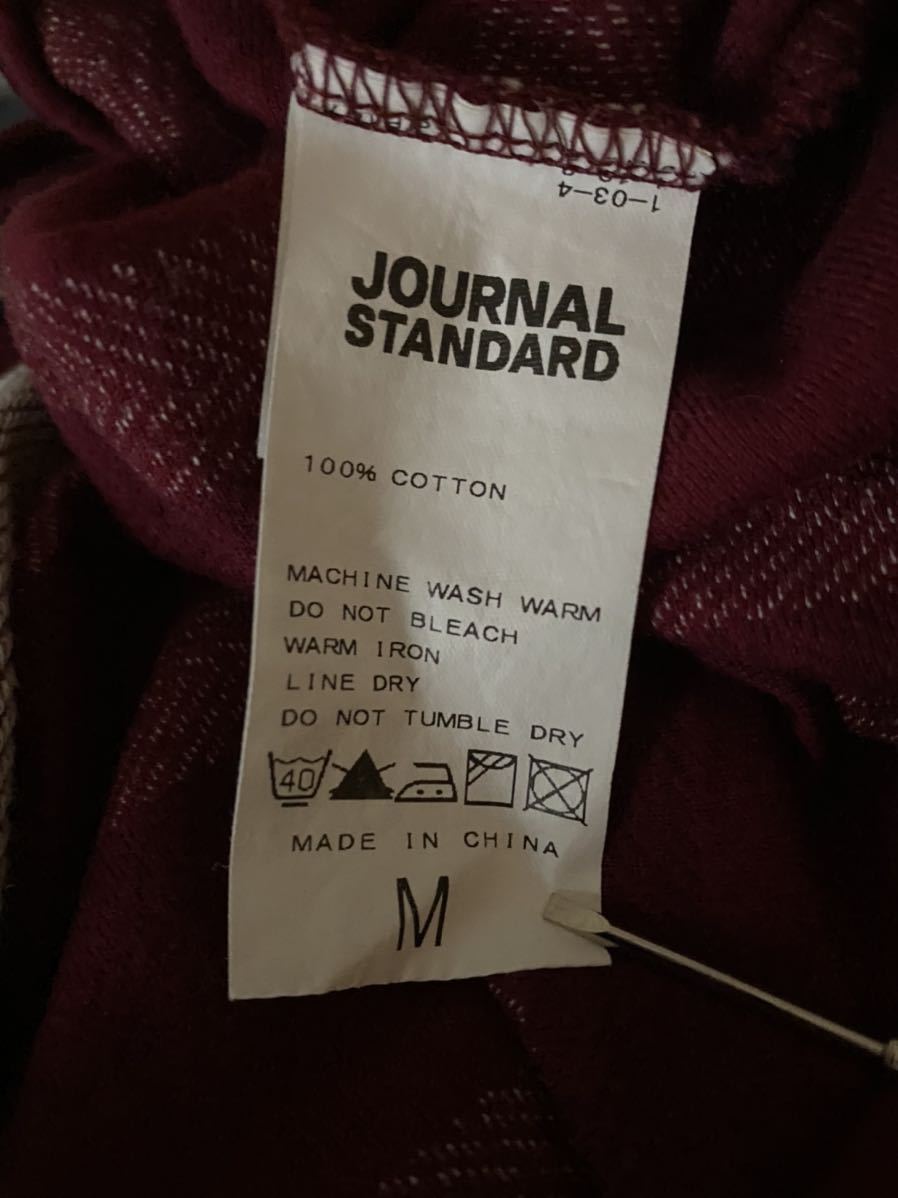 1-03-4
JOURNAL
STANDARD
100% COTTON
MACHINE WASH WARM
DO NOT BLEACH
WARM IRON
LINE DRY
DO NOT TUMBLE DRY
40
MADE IN CHINA
M